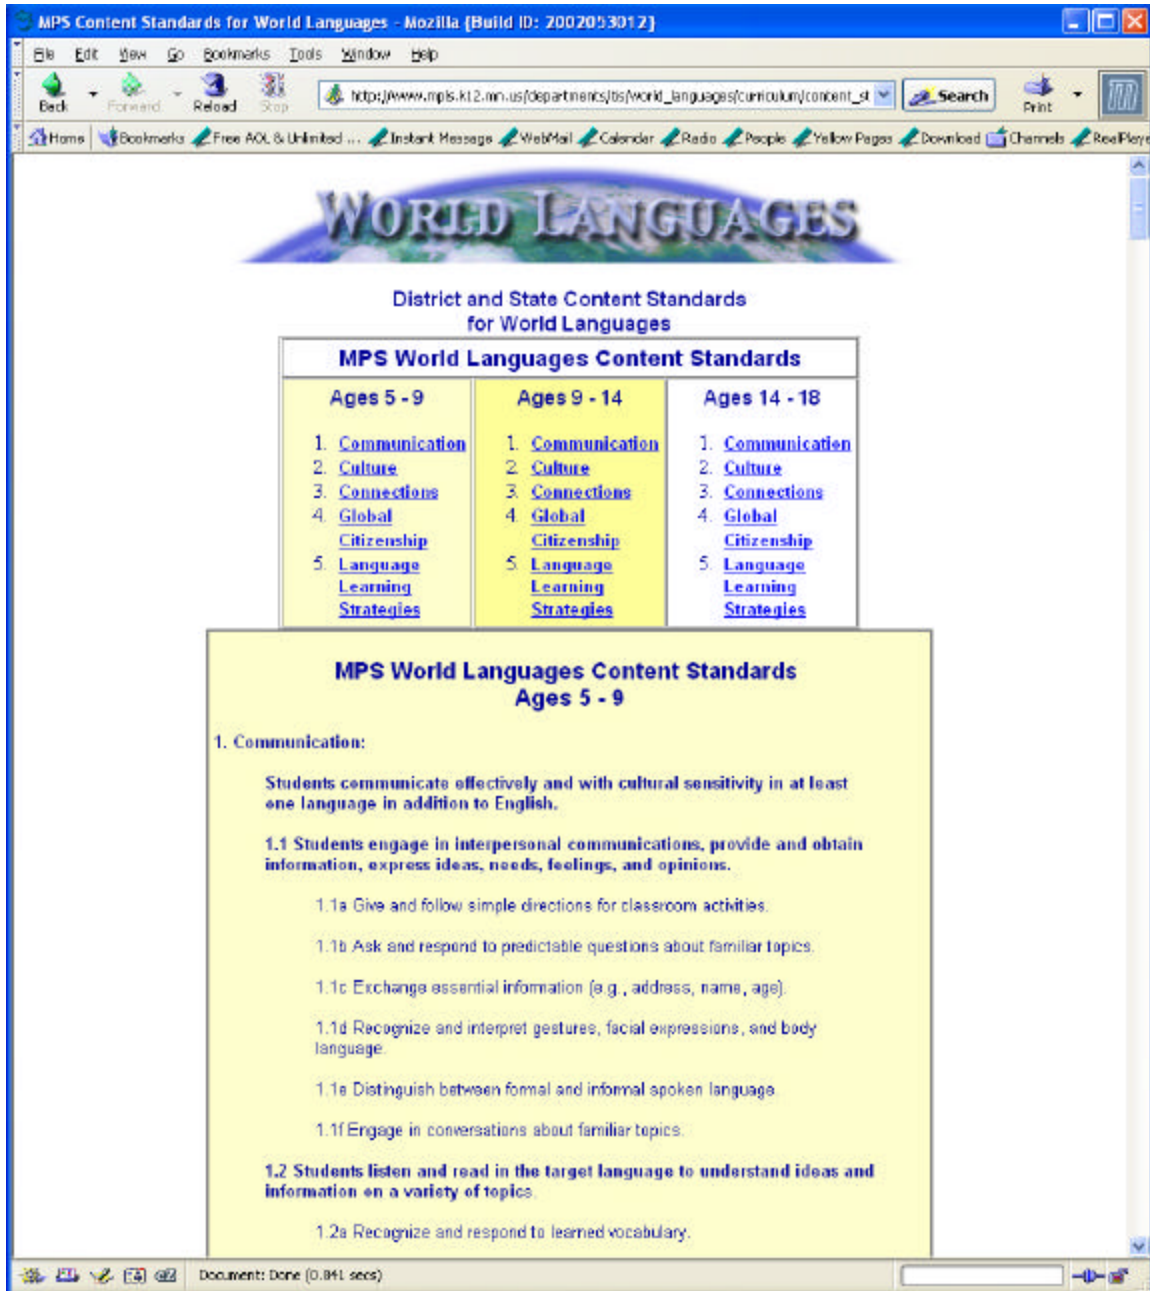 MPS Content Standards for World Languages - Mozilla {Build ID: 2002053012}
File Edit View Go Bookmarks Tools Window Help
Back Forward Reload Stop http://www.mpls.k12.mn.us/departments/tis/world_languages/curriculum/content_st Search Print
Home Bookmarks Free AOL & Unlimited ... Instant Message WebMail Calendar Radio People Yellow Pages Download Channels RealPlaye
WORLD LANGUAGES
District and State Content Standards
for World Languages
MPS World Languages Content Standards
Ages 5 - 9
1. Communication
2. Culture
3. Connections
4. Global
Citizenship
5. Language
Learning
Strategies
Ages 9 - 14
1. Communication
2. Culture
3. Connections
4. Global
Citizenship
5. Language
Learning
Strategies
Ages 14 - 18
1. Communication
2. Culture
3. Connections
4. Global
Citizenship
5. Language
Learning
Strategies
MPS World Languages Content Standards
Ages 5 - 9
1. Communication:
Students communicate effectively and with cultural sensitivity in at least
one language in addition to English.
1.1 Students engage in interpersonal communications, provide and obtain
information, express ideas, needs, feelings, and opinions.
1.1a Give and follow simple directions for classroom activities.
1.1b Ask and respond to predictable questions about familiar topics.
1.1c Exchange essential information (e.g., address, name, age).
1.1d Recognize and interpret gestures, facial expressions, and body
language.
1.1e Distinguish between formal and informal spoken language
1.1f Engage in conversations about familiar topics.
1.2 Students listen and read in the target language to understand ideas and
information on a variety of topics.
1.2a Recognize and respond to learned vocabulary.
Document: Done (0.841 secs)